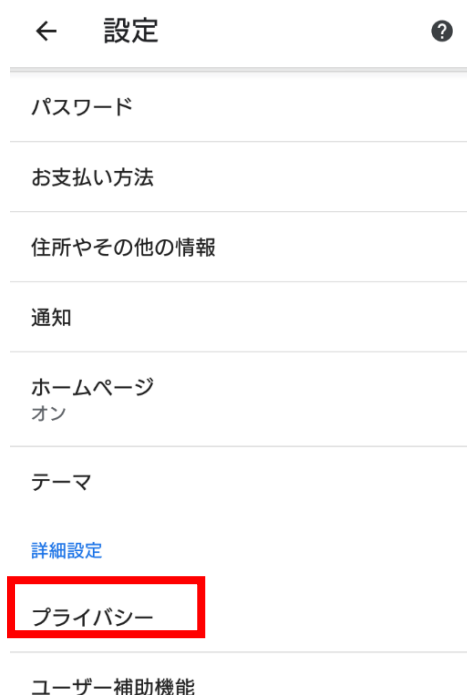 設定
パスワード
お支払い方法
住所やその他の情報
通知
ホームページ
オン
テーマ
詳細設定
プライバシー
ユーザー補助機能